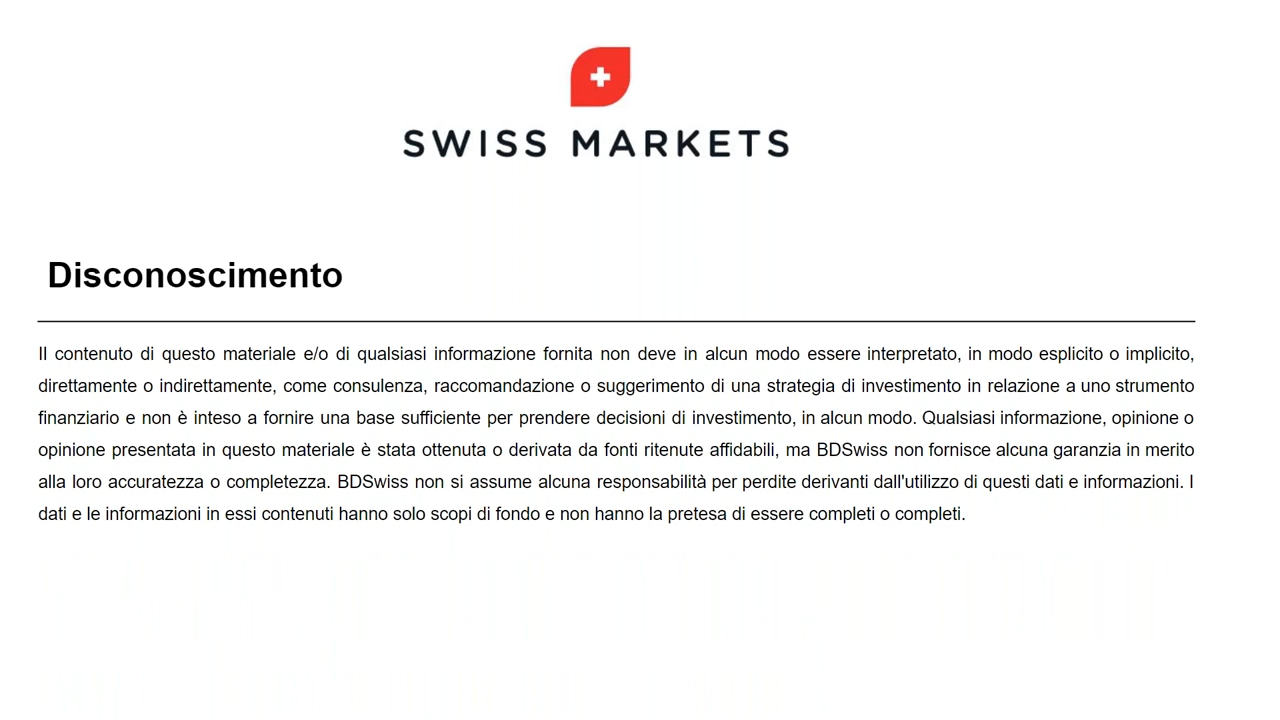 SWISS MARKETS
Disconoscimento
Il contenuto di questo materiale e/o di qualsiasi informazione fornita non deve in alcun modo essere interpretato, in modo esplicito o implicito,
direttamente o indirettamente, come consulenza, raccomandazione o suggerimento di una strategia di investimento in relazione a uno strumento
finanziario e non è inteso a fornire una base sufficiente per prendere decisioni di investimento, in alcun modo. Qualsiasi informazione, opinione o
opinione presentata in questo materiale è stata ottenuta o derivata da fonti ritenute affidabili, ma BDSwiss non fornisce alcuna garanzia in merito
alla loro accuratezza o completezza. BDSwiss non si assume alcuna responsabilità per perdite derivanti dall'utilizzo di questi dati e informazioni. I
dati e le informazioni in essi contenuti hanno solo scopi di fondo e non hanno la pretesa di essere completi o completi.